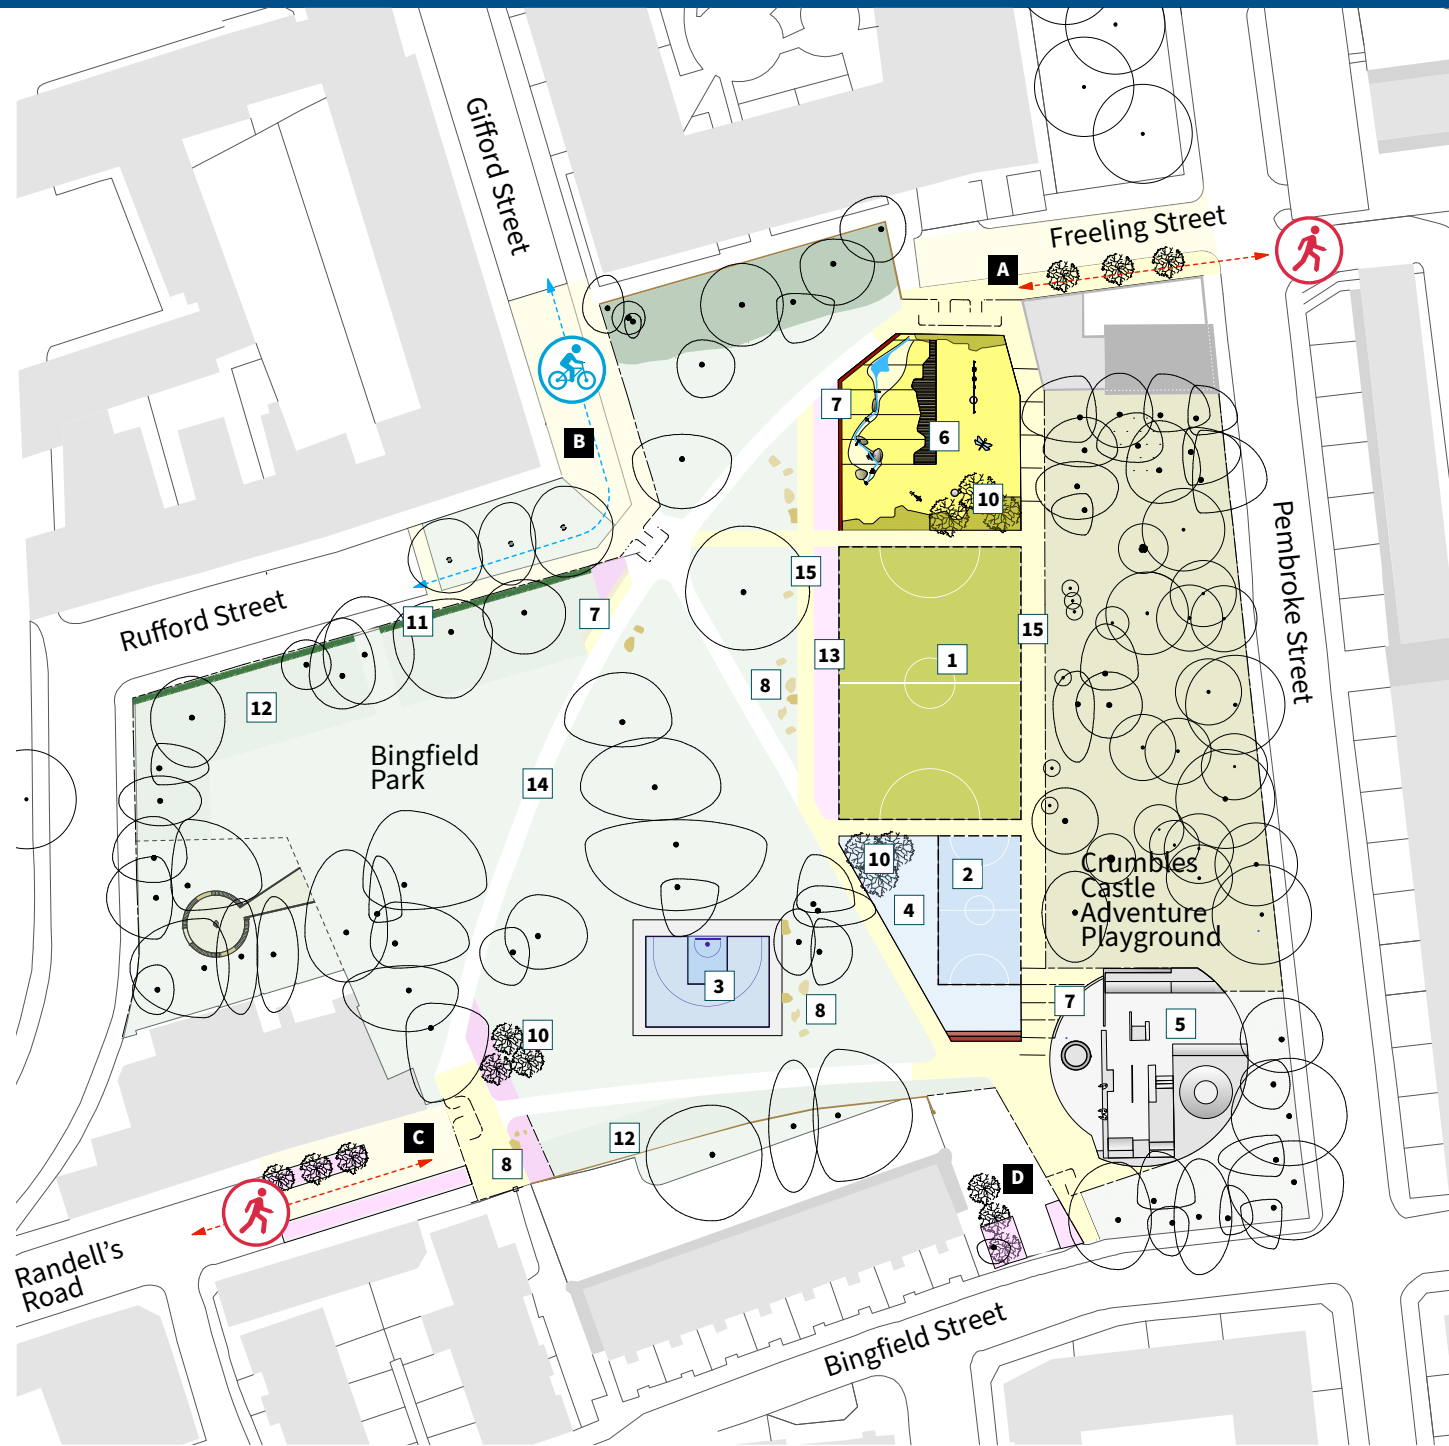 Gifford Street
Freeling Street
A
7
B
6
10
Pembroke Street
15
Rufford Street
11
7
15
13
1
8
12
Bingfield
Park
14
10
2
4
Crumbles
Castle
Adventure
Playground
3
7
8
5
10
C
12
8
D
Randell's
Road
Bingfield Street